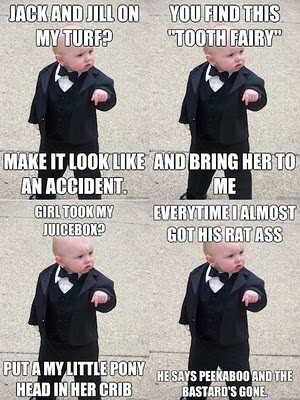 JACK AND JILL ON
MY TURF?
MAKE IT LOOK LIKE
AN ACCIDENT.
YOU FIND THIS
"TOOTH FAIRY"
AND BRING HER TO
ME
GIRL TOOK MY
JUICEBOX?
PUT A MY LITTLE PONY
HEAD IN HER CRIB
EVERYTIME I ALMOST
GOT HIS RAT ASS
HE SAYS PEEKABOO AND THE
BASTARD'S GONE.